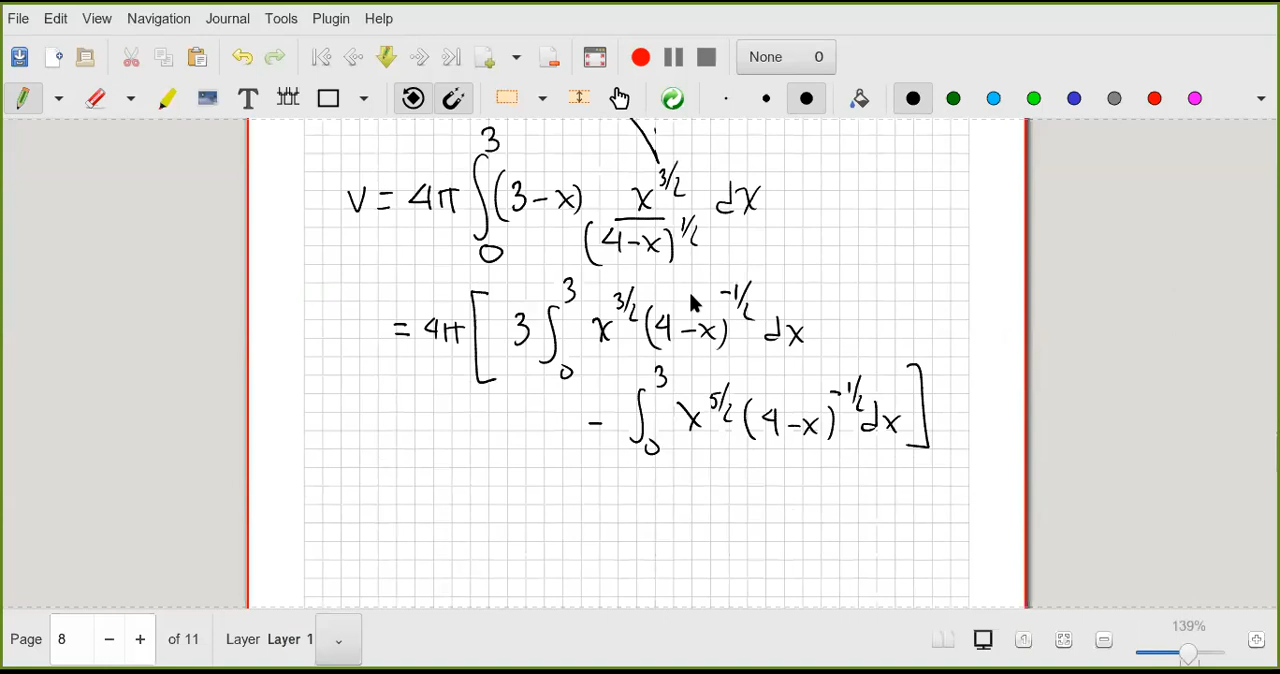 File Edit View Navigation Journal Tools Plugin Help
None 0
T
V = 4π ∫₀³ (3 - x) x^{3/2} / (4 - x)^{1/2} dx
= 4π [ 3 ∫₀³ x^{3/2} (4 - x)^{-1/2} dx
- ∫₀³ x^{5/2} (4 - x)^{-1/2} dx ]
Page 8 - + of 11 Layer Layer 1 139%